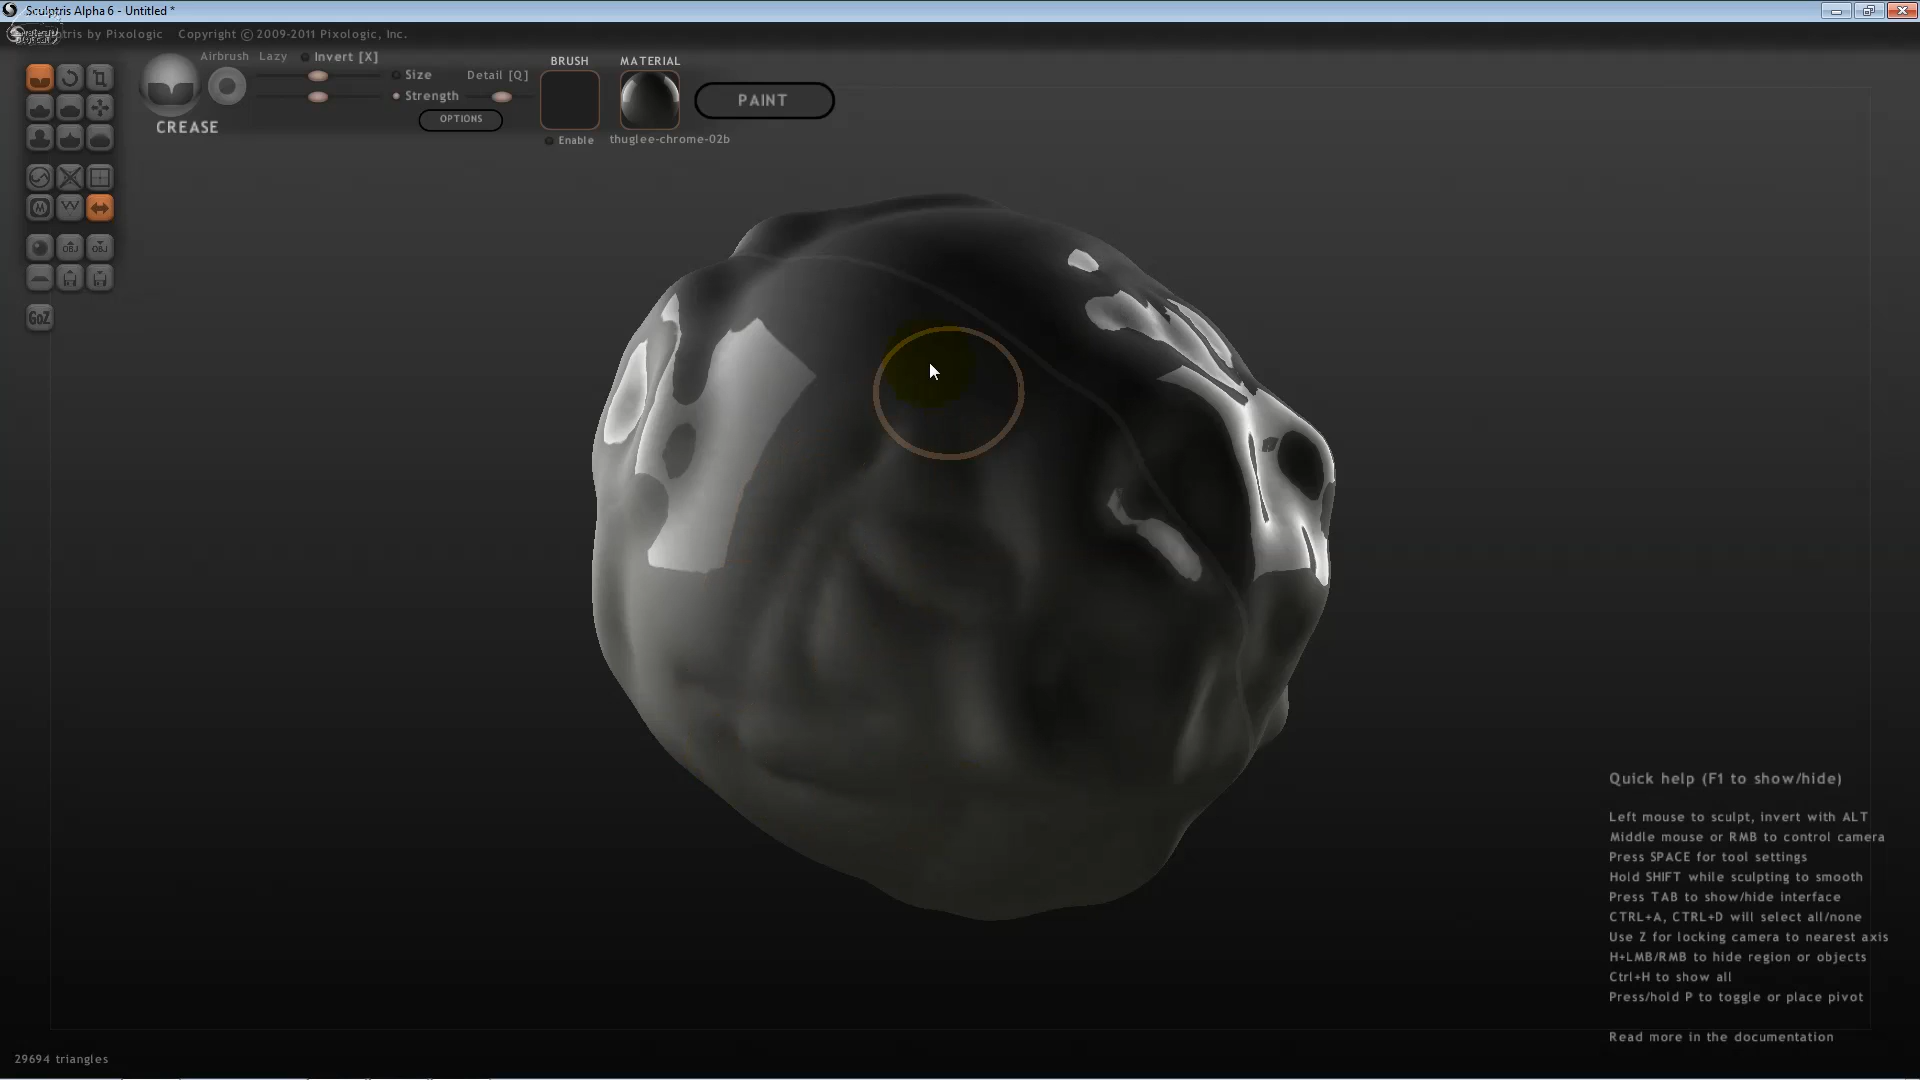 Sculptris Alpha 6 - Untitled *
tris by Pixologic Copyright © 2009-2011 Pixologic, Inc.
Airbrush Lazy Invert [X]
Size Detail [Q]
Strength
OPTIONS
CREASE
BRUSH
Enable
MATERIAL
thuglee-chrome-02b
PAINT
OBJ OBJ
GoZ
Quick help (F1 to show/hide)
Left mouse to sculpt, invert with ALT
Middle mouse or RMB to control camera
Press SPACE for tool settings
Hold SHIFT while sculpting to smooth
Press TAB to show/hide interface
CTRL+A, CTRL+D will select all/none
Use Z for locking camera to nearest axis
H+LMB/RMB to hide region or objects
Ctrl+H to show all
Press/hold P to toggle or place pivot
Read more in the documentation
29694 triangles